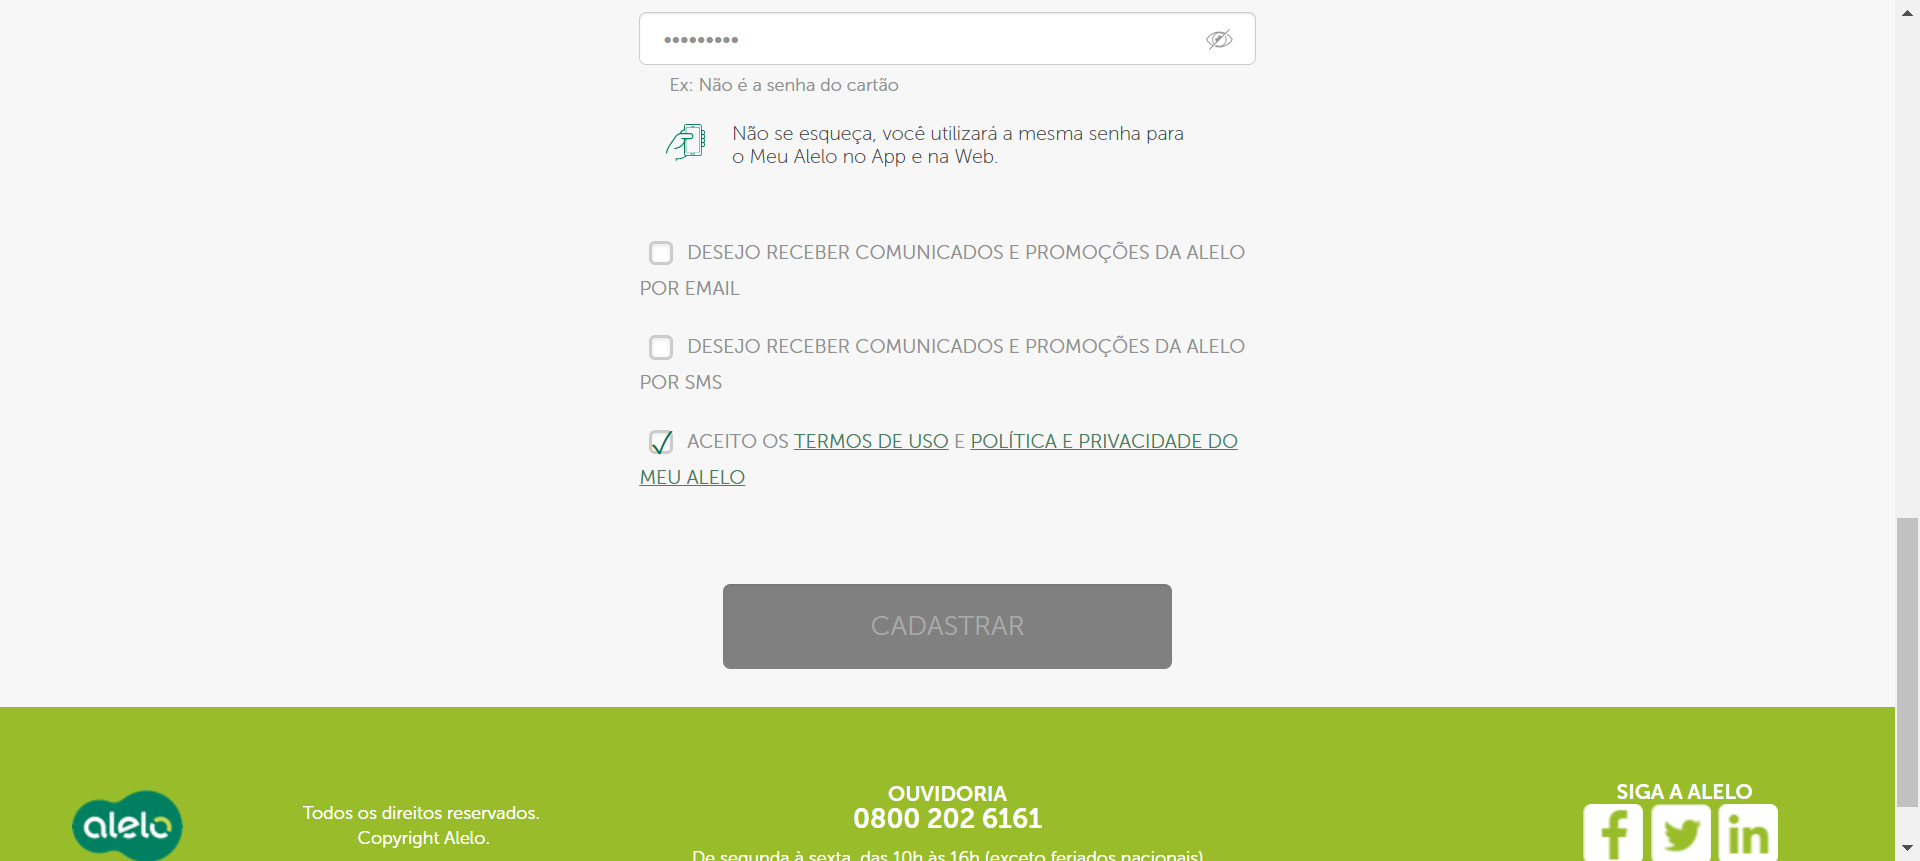 •••••••••
Ex: Não é a senha do cartão
Não se esqueça, você utilizará a mesma senha para
o Meu Alelo no App e na Web.
DESEJO RECEBER COMUNICADOS E PROMOÇÕES DA ALELO
POR EMAIL
DESEJO RECEBER COMUNICADOS E PROMOÇÕES DA ALELO
POR SMS
ACEITO OS TERMOS DE USO E POLÍTICA E PRIVACIDADE DO
MEU ALELO
CADASTRAR
alelo
Todos os direitos reservados.
Copyright Alelo.
OUVIDORIA
0800 202 6161
De segunda à sexta, das 10h às 16h (exceto feriados nacionais)
SIGA A ALELO